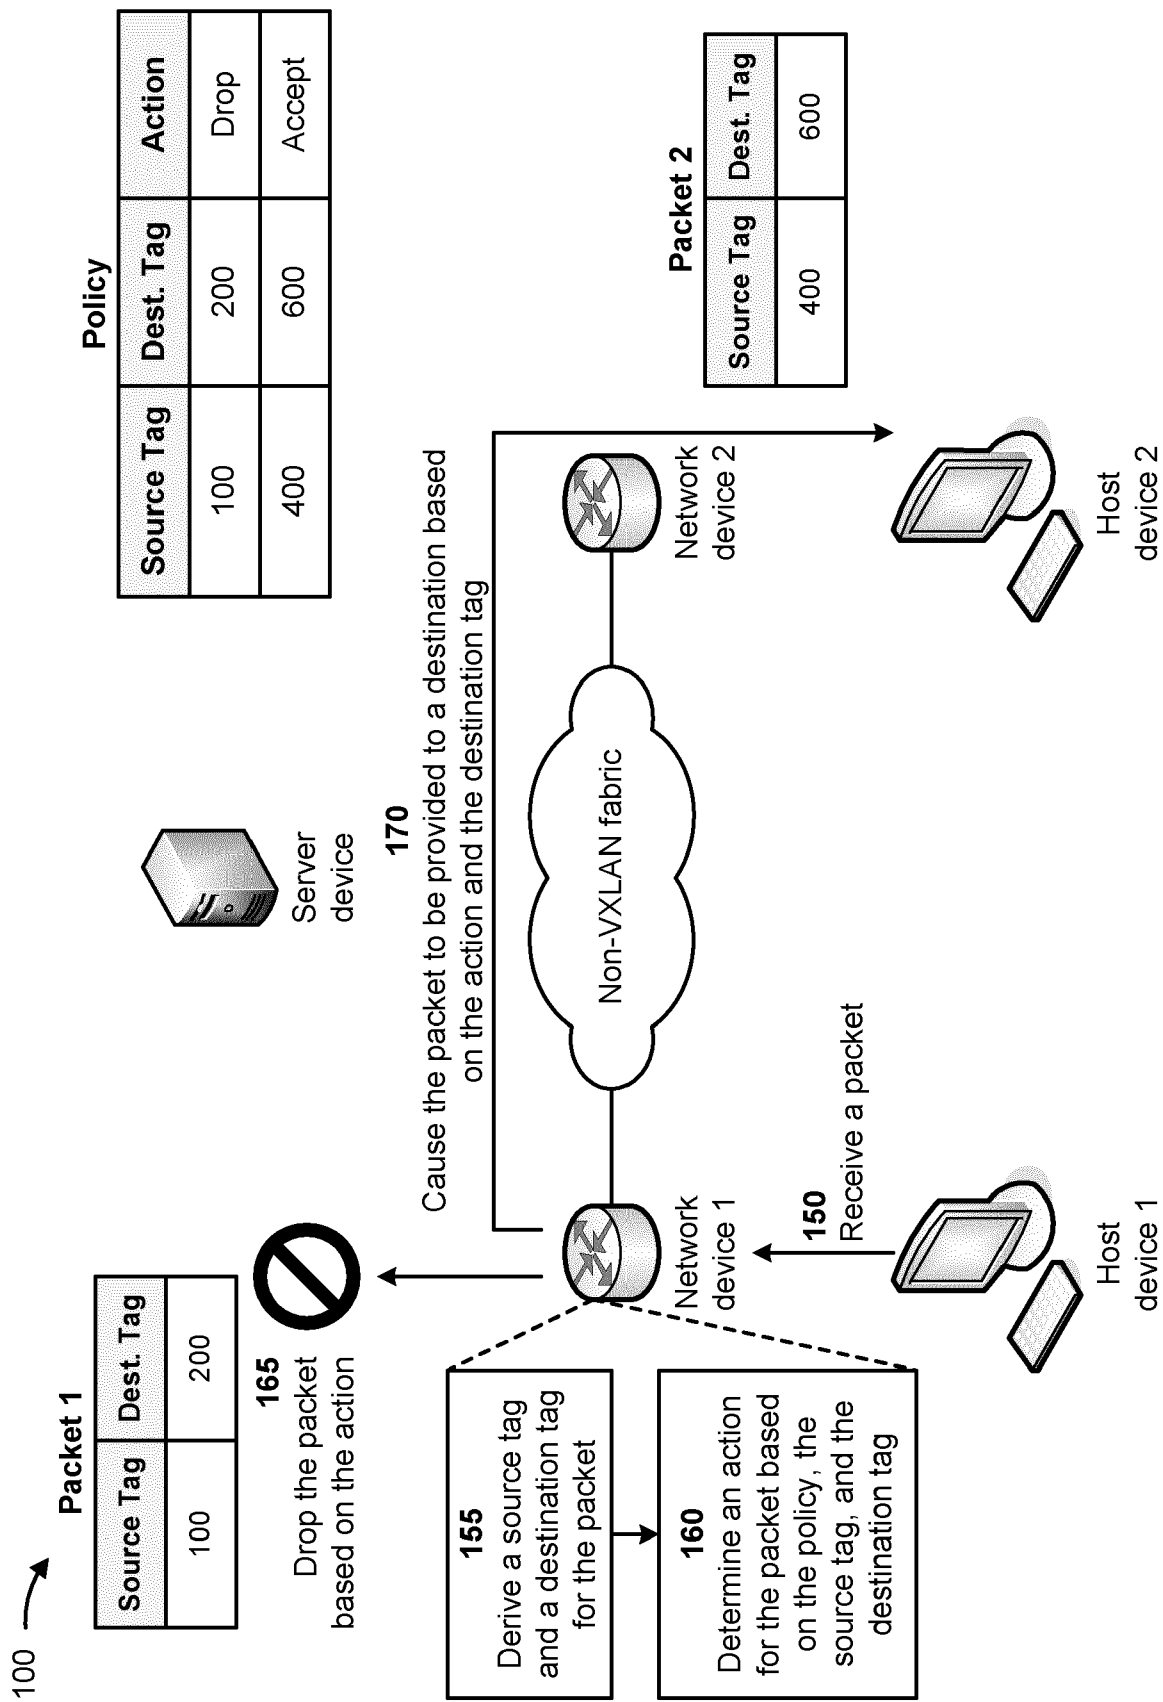 100
Packet 1
Source Tag Dest. Tag
100 200
165
Drop the packet
based on the action
155
Derive a source tag
and a destination tag
for the packet
160
Determine an action
for the packet based
on the policy, the
source tag, and the
destination tag
Network
device 1
150
Receive a packet
Host
device 1
Server
device
170
Cause the packet to be provided to a destination based
on the action and the destination tag
Non-VXLAN fabric
Policy
Source Tag Dest. Tag Action
100 200 Drop
400 600 Accept
Network
device 2
Packet 2
Source Tag Dest. Tag
400 600
Host
device 2